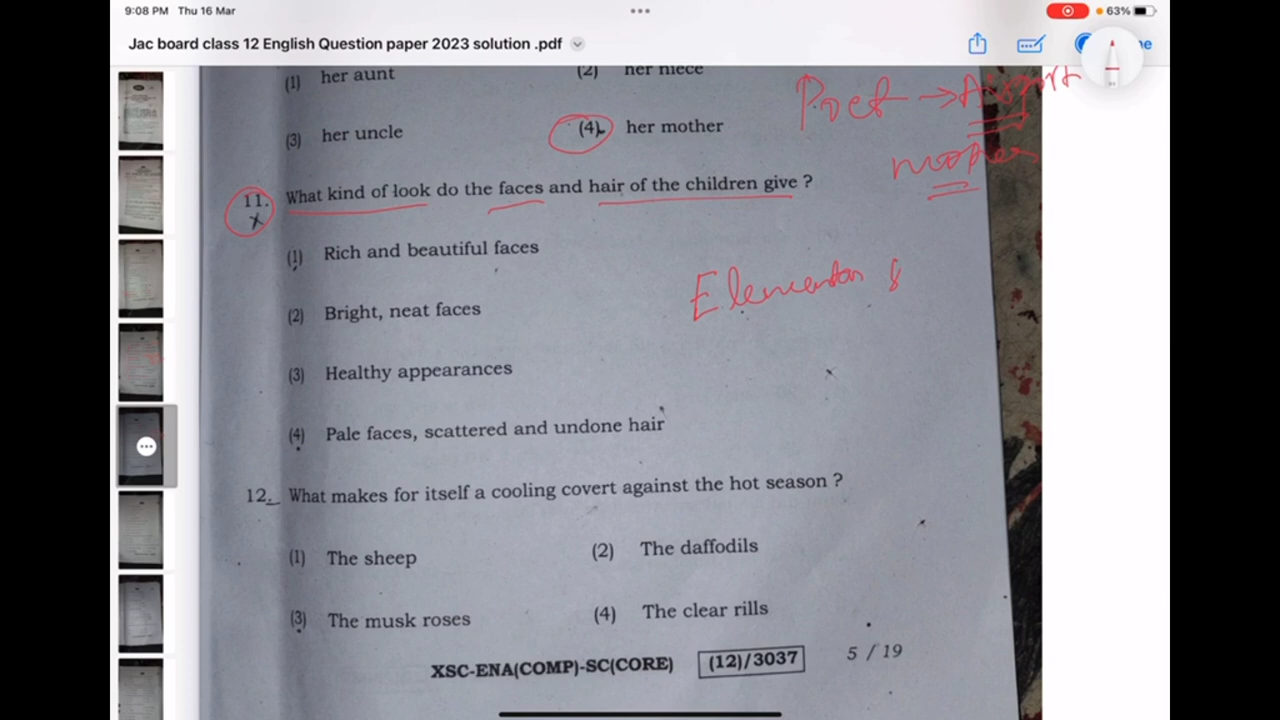 9:08 PM Thu 16 Mar
63%
Jac board class 12 English Question paper 2023 solution .pdf
(1) her aunt (2) her niece
Poet → Airport
(3) her uncle (4) her mother
mother
11. What kind of look do the faces and hair of the children give ?
x
(1) Rich and beautiful faces
(2) Bright, neat faces
(3) Healthy appearances
(4) Pale faces, scattered and undone hair
12. What makes for itself a cooling covert against the hot season ?
(1) The sheep (2) The daffodils
(3) The musk roses (4) The clear rills
XSC-ENA(COMP)-SC(CORE) (12)/3037 5 / 19